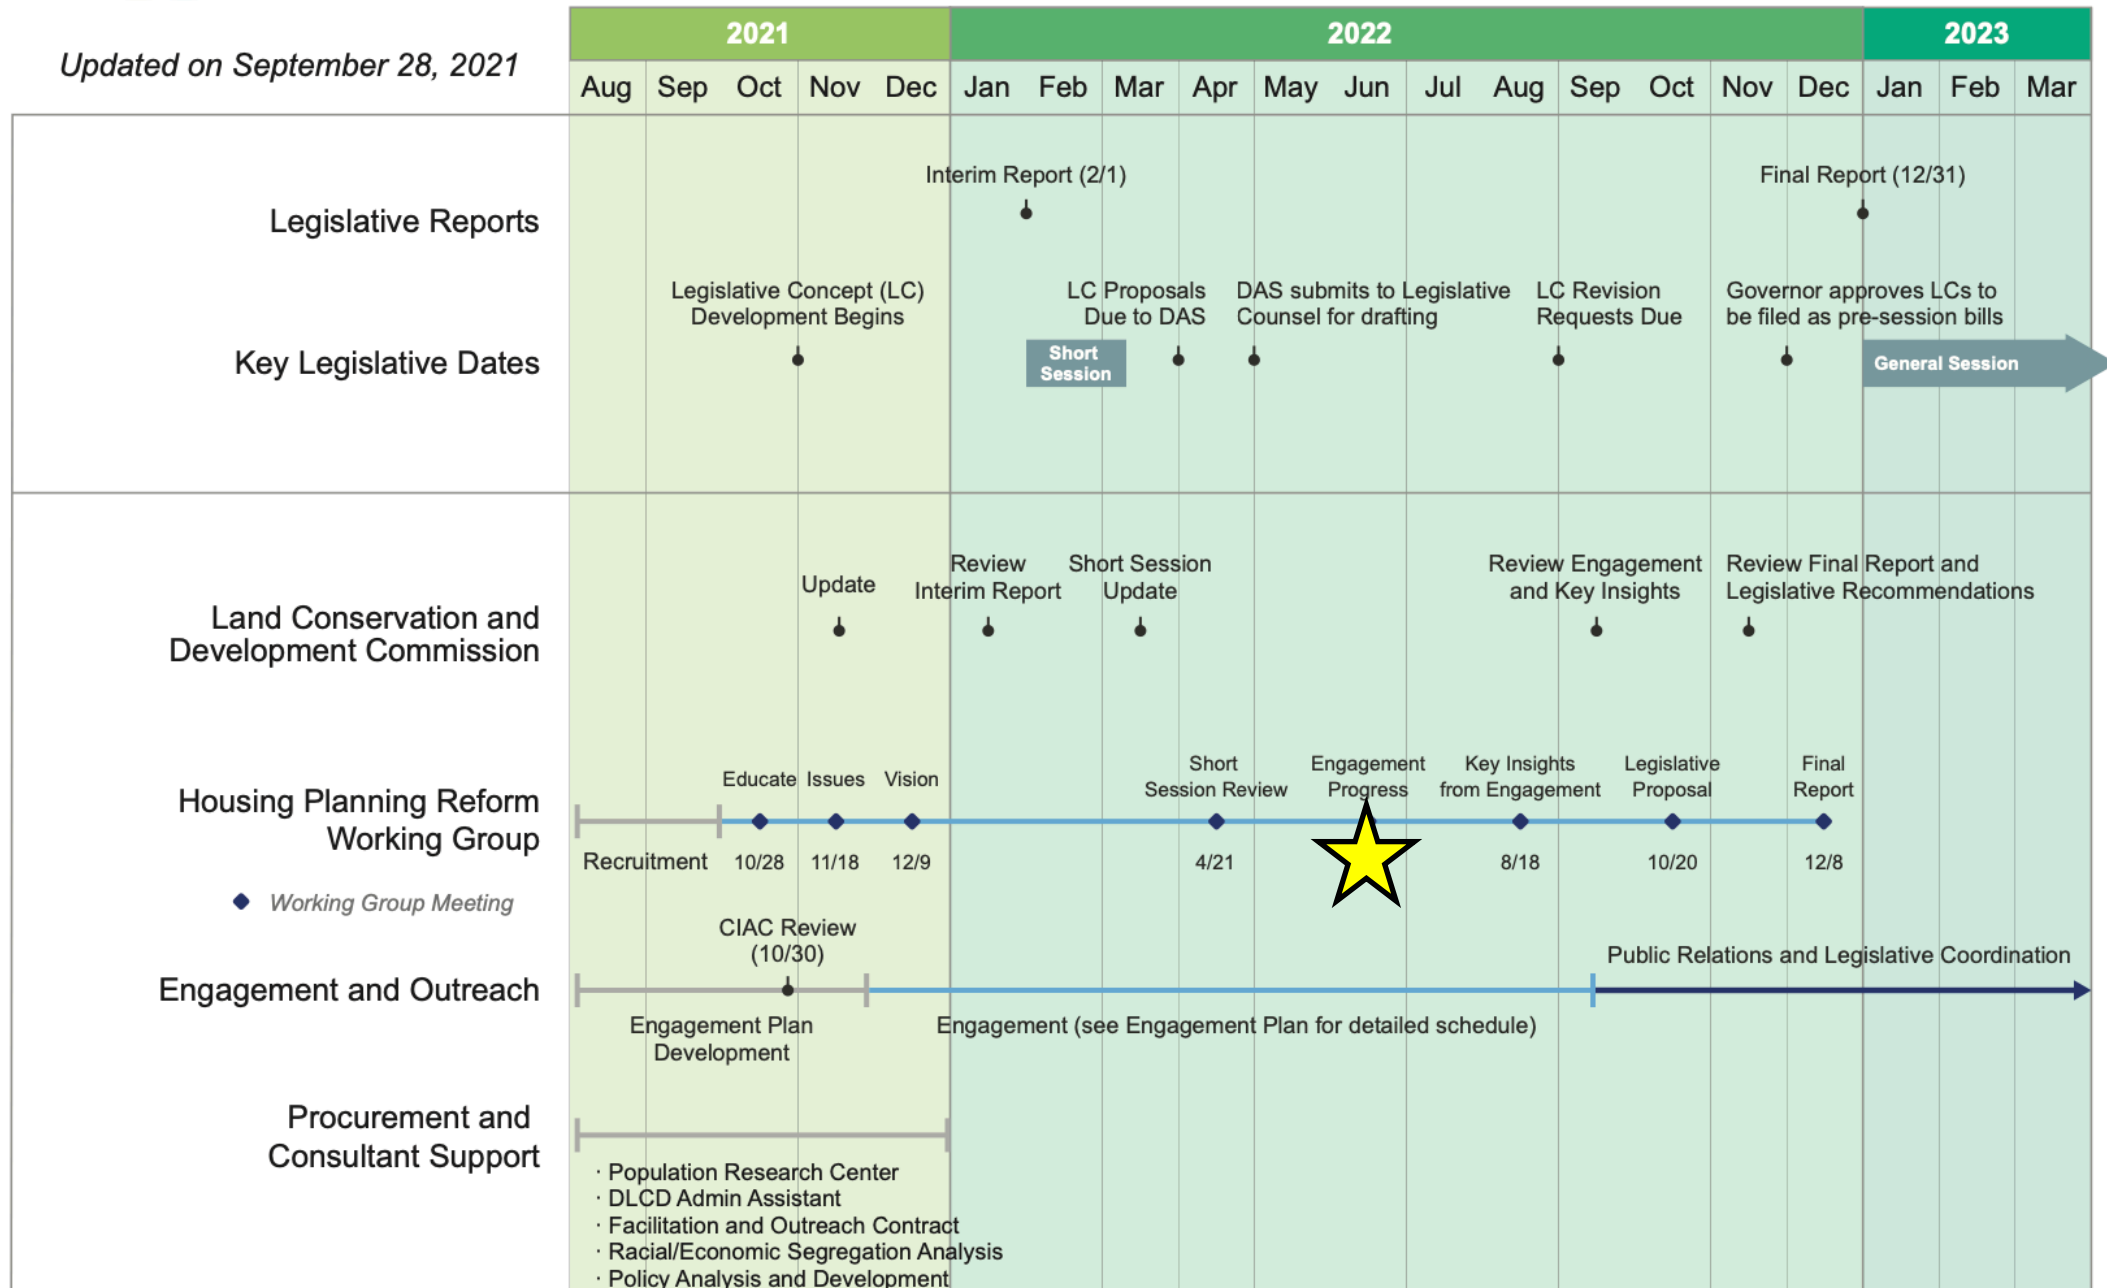 2021
2022
2023
Updated on September 28, 2021
Aug Sep Oct Nov Dec Jan Feb Mar Apr May Jun Jul Aug Sep Oct Nov Dec Jan Feb Mar
Legislative Reports
Interim Report (2/1)
Final Report (12/31)
Key Legislative Dates
Legislative Concept (LC)
Development Begins
Short
Session
LC Proposals
Due to DAS
DAS submits to Legislative
Counsel for drafting
LC Revision
Requests Due
Governor approves LCs to
be filed as pre-session bills
General Session
Land Conservation and
Development Commission
Update
Review
Interim Report
Short Session
Update
Review Engagement
and Key Insights
Review Final Report and
Legislative Recommendations
Housing Planning Reform
Working Group
Recruitment
Educate
10/28
Issues
11/18
Vision
12/9
Short
Session Review
4/21
Engagement
Progress
Key Insights
from Engagement
8/18
Legislative
Proposal
10/20
Final
Report
12/8
Working Group Meeting
Engagement and Outreach
CIAC Review
(10/30)
Engagement Plan
Development
Engagement (see Engagement Plan for detailed schedule)
Public Relations and Legislative Coordination
Procurement and
Consultant Support
· Population Research Center
· DLCD Admin Assistant
· Facilitation and Outreach Contract
· Racial/Economic Segregation Analysis
· Policy Analysis and Development